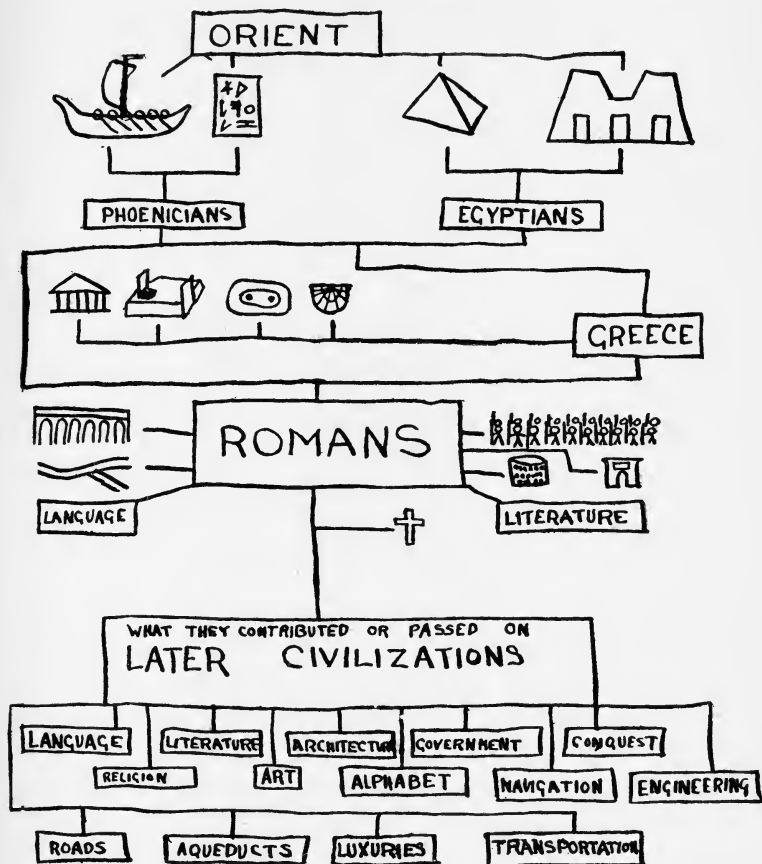 ORIENT
PHOENICIANS
EGYPTIANS
GREECE
ROMANS
LANGUAGE
LITERATURE
WHAT THEY CONTRIBUTED OR PASSED ON
LATER CIVILIZATIONS
LANGUAGE
LITERATURE
ARCHITECTUR
GOVERNMENT
CONQUEST
RELIGION
ART
ALPHABET
NAVIGATION
ENGINEERING
ROADS
AQUEDUCTS
LUXURIES
TRANSPORTATION